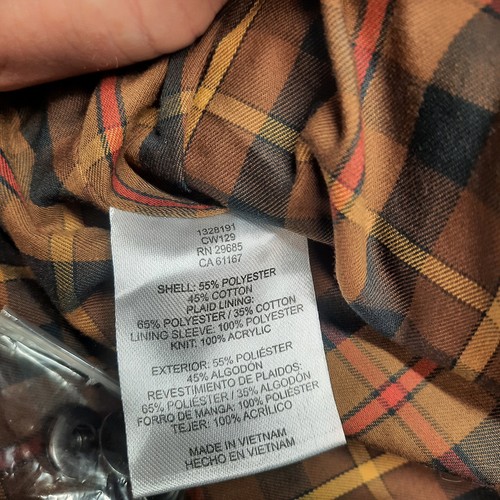 1328191
CW129
RN 29685
CA 61167
SHELL: 55% POLYESTER
45% COTTON
PLAID LINING:
65% POLYESTER / 35% COTTON
LINING SLEEVE: 100% POLYESTER
KNIT: 100% ACRYLIC
EXTERIOR: 55% POLIÉSTER
45% ALGODÓN
REVESTIMENTO DE PLAIDOS:
65% POLIÉSTER / 35% ALGODÓN
FORRO DE MANGA: 100% POLIÉSTER
TEJER: 100% ACRÍLICO
MADE IN VIETNAM
HECHO EN VIETNAM